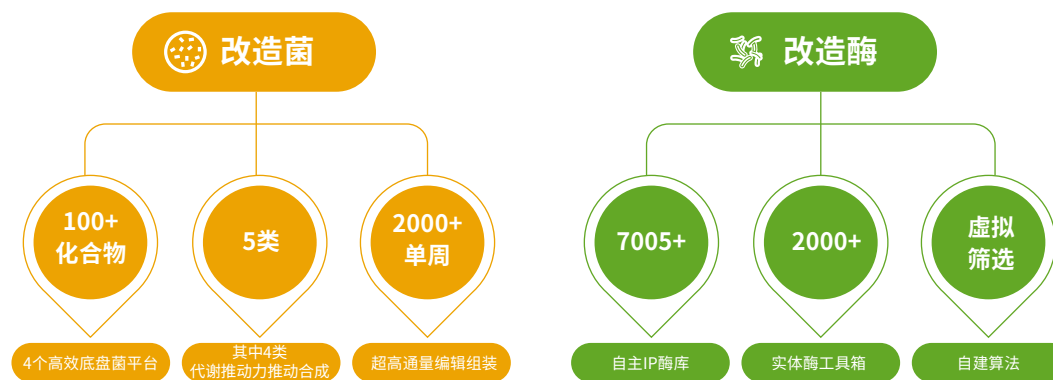 改造菌
改造酶
100+
化合物
5类
2000+
单周
7005+
2000+
虚拟
筛选
4个高效底盘菌平台
其中4类
代谢推动力推动合成
超高通量编辑组装
自主IP酶库
实体酶工具箱
自建算法